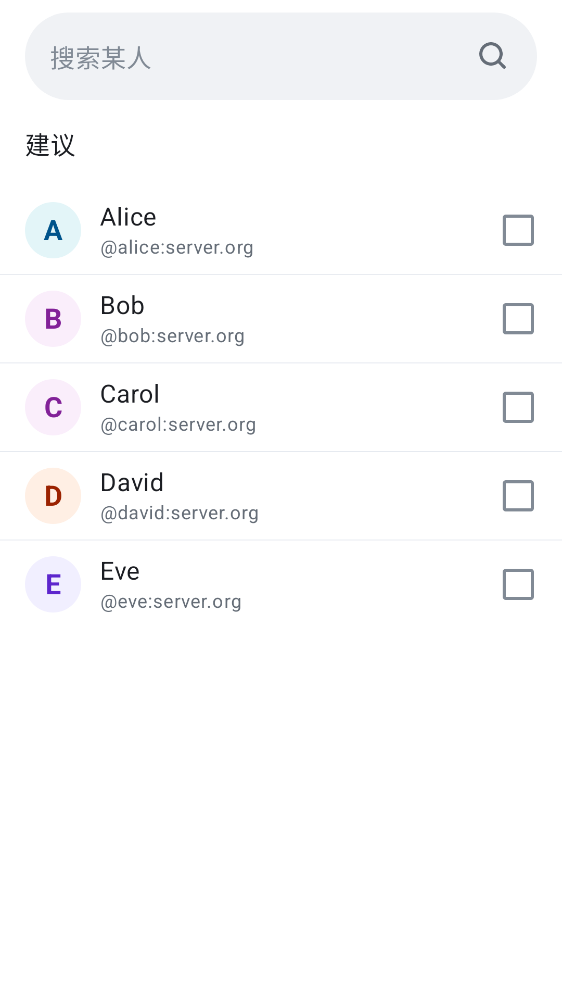 搜索某人
建议
A
Alice
@alice:server.org
B
Bob
@bob:server.org
C
Carol
@carol:server.org
D
David
@david:server.org
E
Eve
@eve:server.org